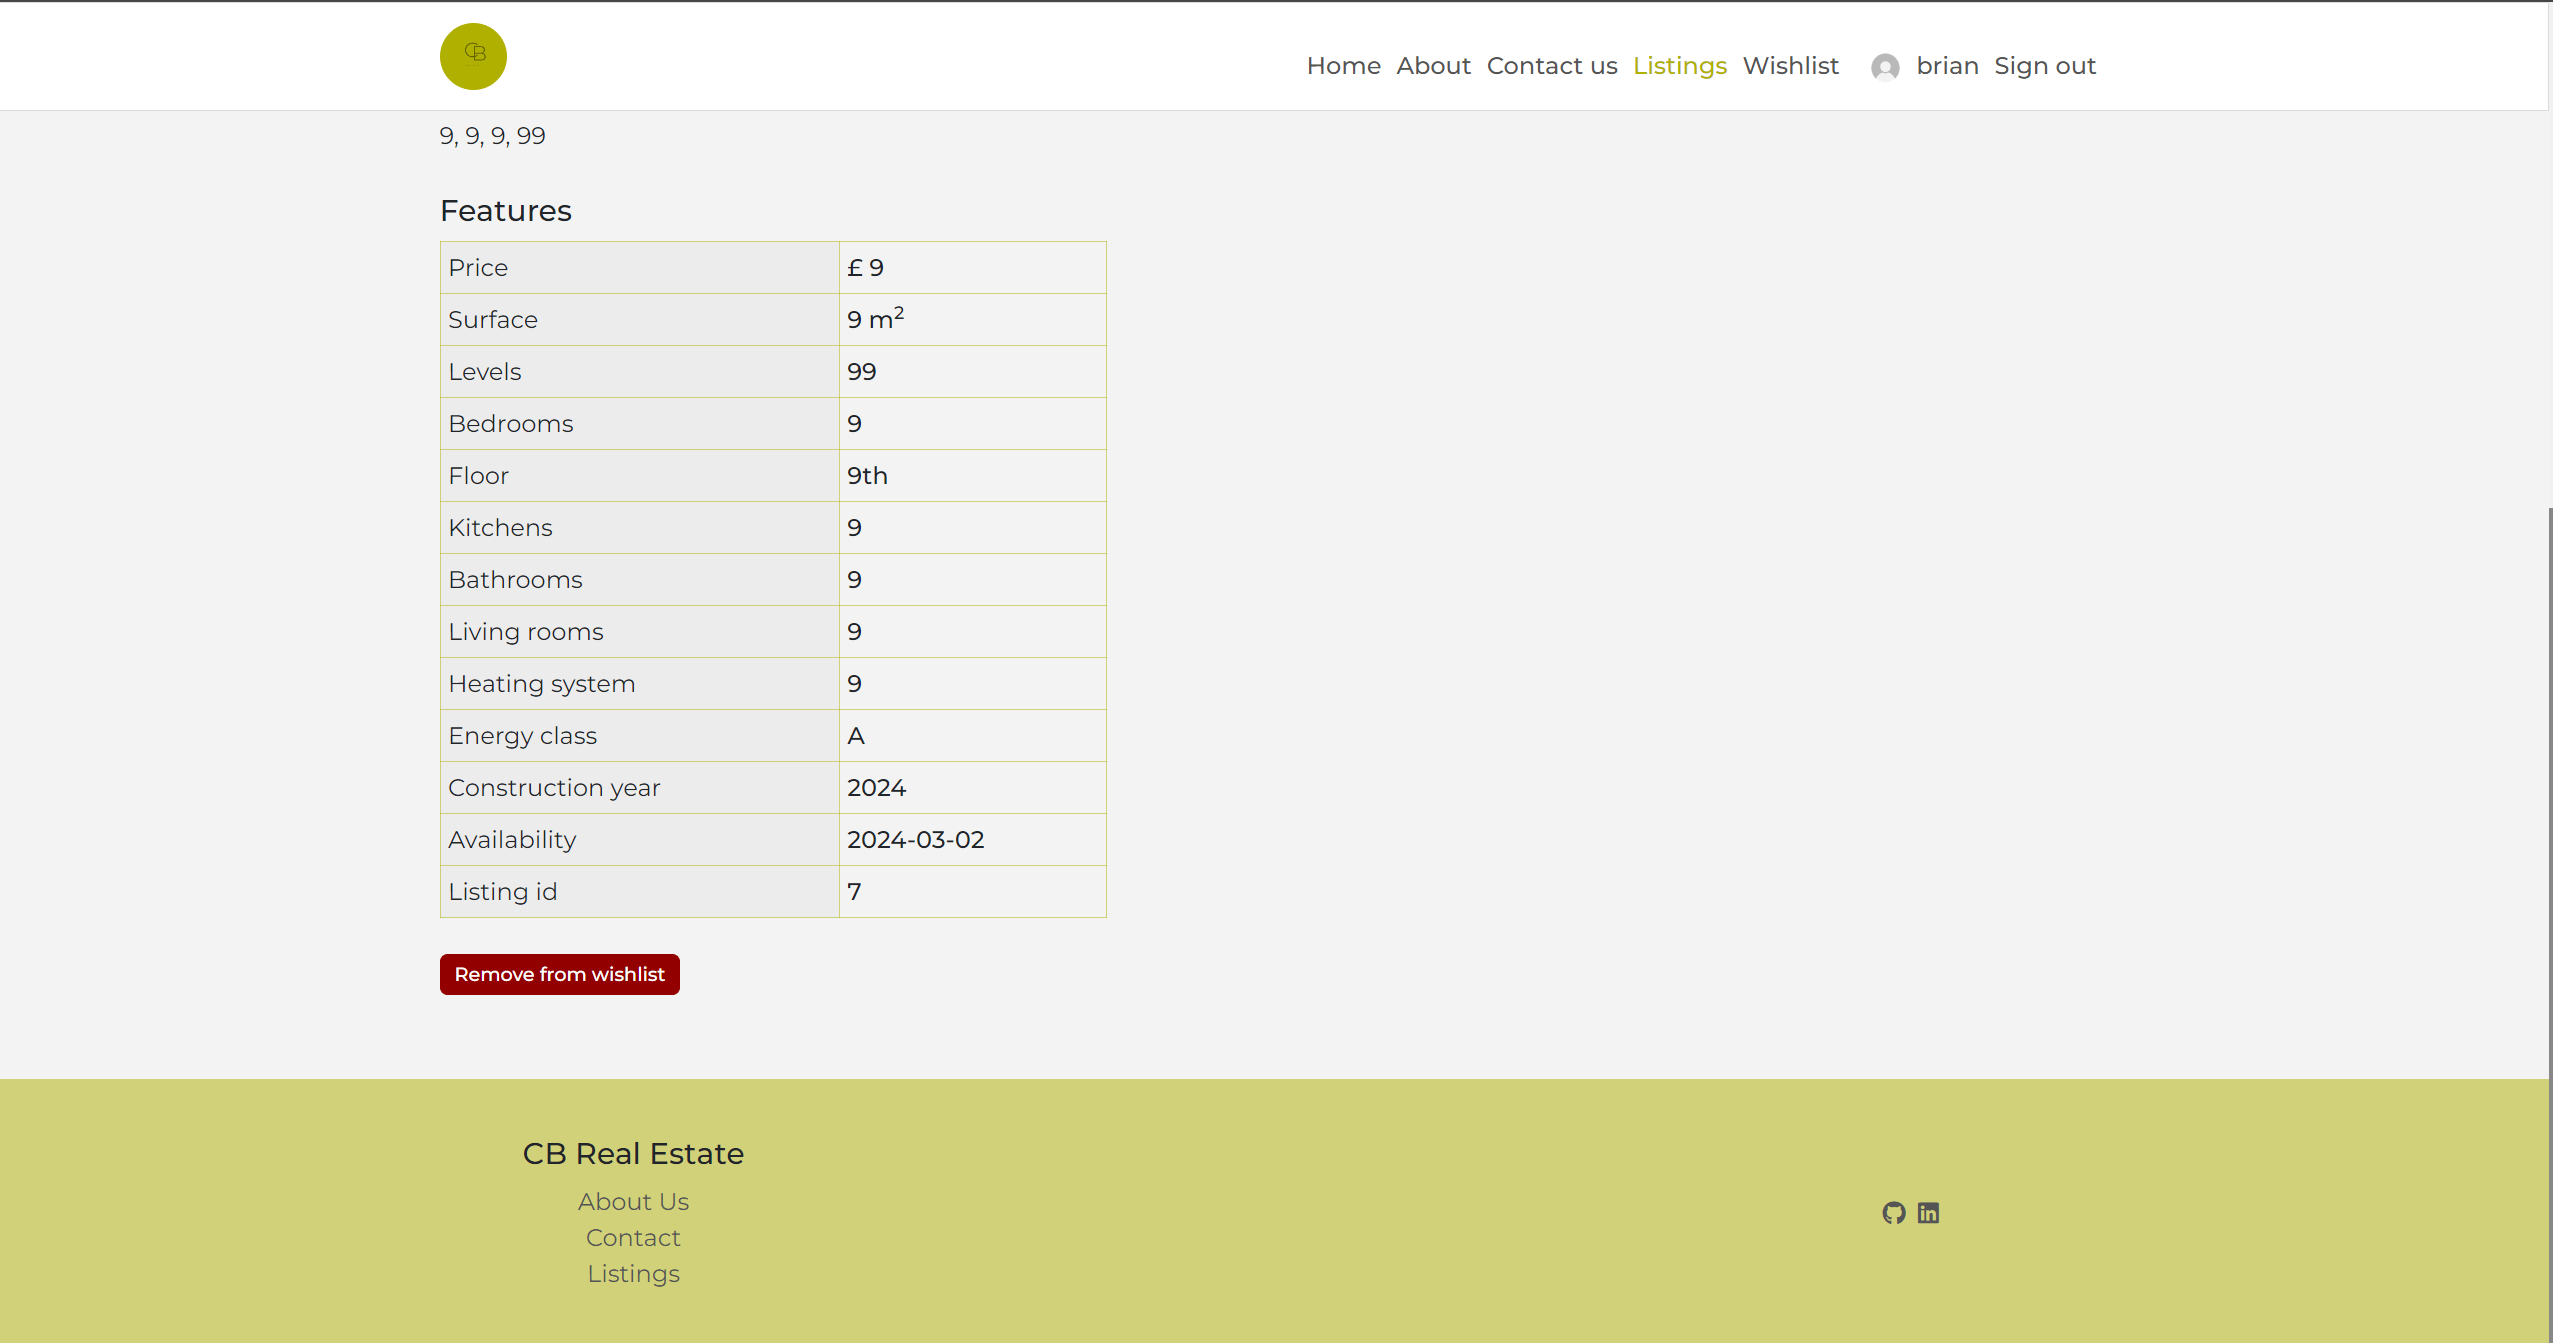 CB
Home About Contact us Listings Wishlist brian Sign out
9, 9, 9, 99
Features
Price £ 9
Surface 9 m²
Levels 99
Bedrooms 9
Floor 9th
Kitchens 9
Bathrooms 9
Living rooms 9
Heating system 9
Energy class A
Construction year 2024
Availability 2024-03-02
Listing id 7
Remove from wishlist
CB Real Estate
About Us
Contact
Listings
in